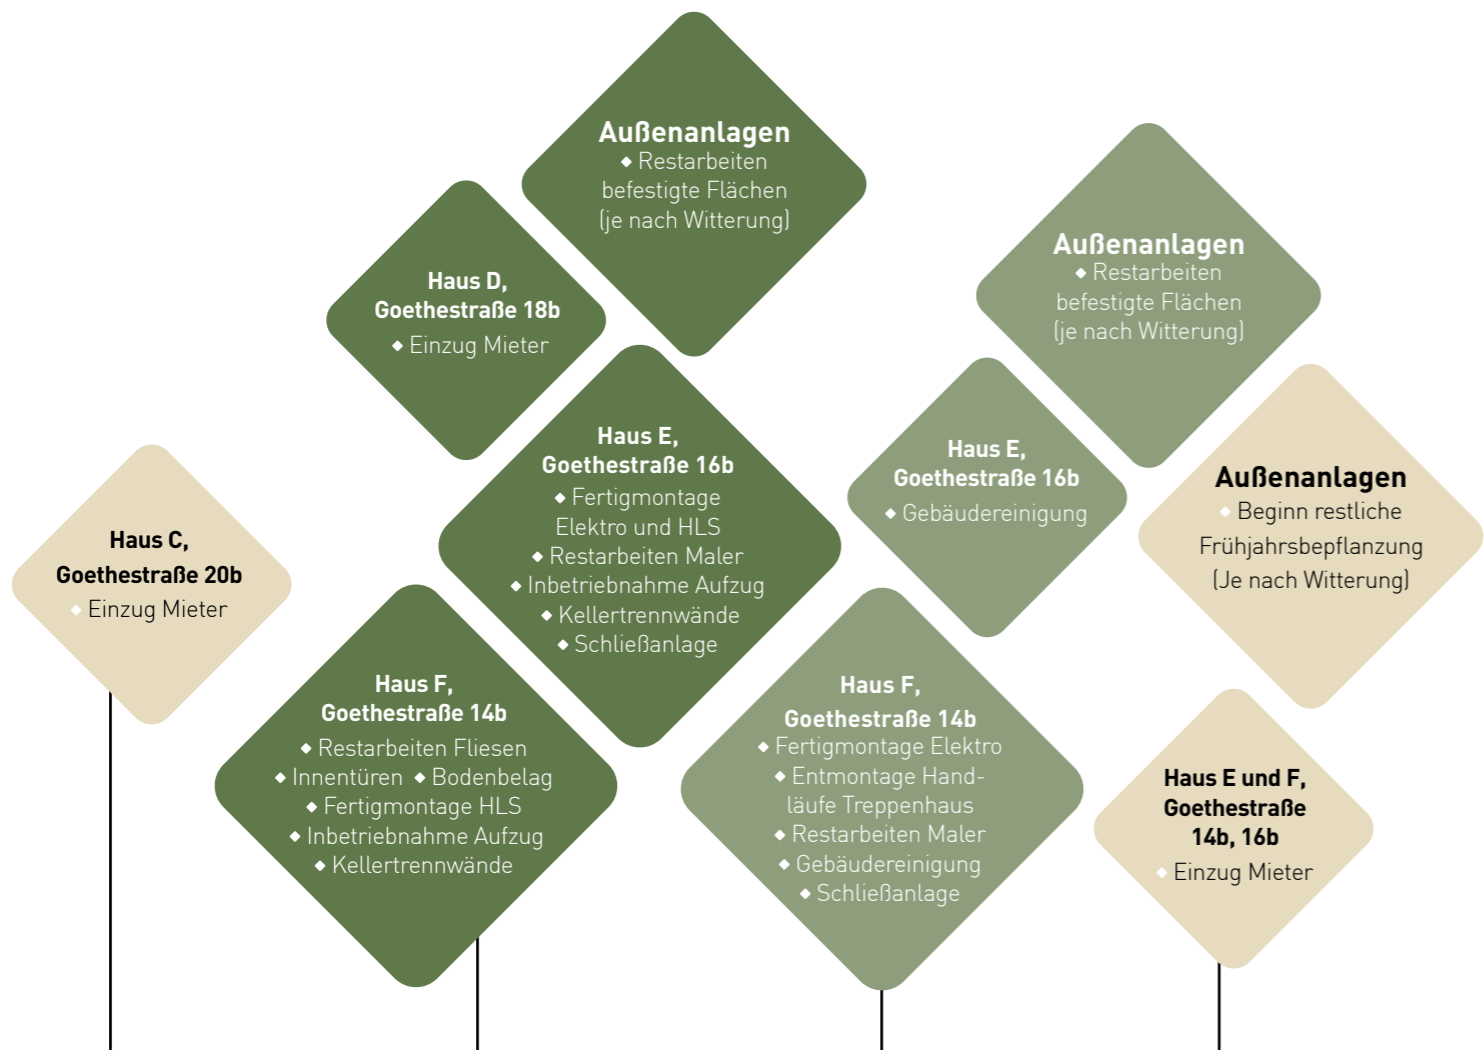 Haus C,
Goethestraße 20b
◆ Einzug Mieter
Außenanlagen
◆ Restarbeiten
befestigte Flächen
(je nach Witterung)
Haus D,
Goethestraße 18b
◆ Einzug Mieter
Haus E,
Goethestraße 16b
◆ Fertigmontage
Elektro und HLS
◆ Restarbeiten Maler
◆ Inbetriebnahme Aufzug
◆ Kellertrennwände
◆ Schließanlage
Haus F,
Goethestraße 14b
◆ Restarbeiten Fliesen
◆ Innentüren ◆ Bodenbelag
◆ Fertigmontage HLS
◆ Inbetriebnahme Aufzug
◆ Kellertrennwände
Außenanlagen
◆ Restarbeiten
befestigte Flächen
(je nach Witterung)
Haus E,
Goethestraße 16b
◆ Gebäudereinigung
Haus F,
Goethestraße 14b
◆ Fertigmontage Elektro
◆ Entmontage Hand-
läufe Treppenhaus
◆ Restarbeiten Maler
◆ Gebäudereinigung
◆ Schließanlage
Außenanlagen
◆ Beginn restliche
Frühjahrsbepflanzung
(Je nach Witterung)
Haus E und F,
Goethestraße
14b, 16b
◆ Einzug Mieter